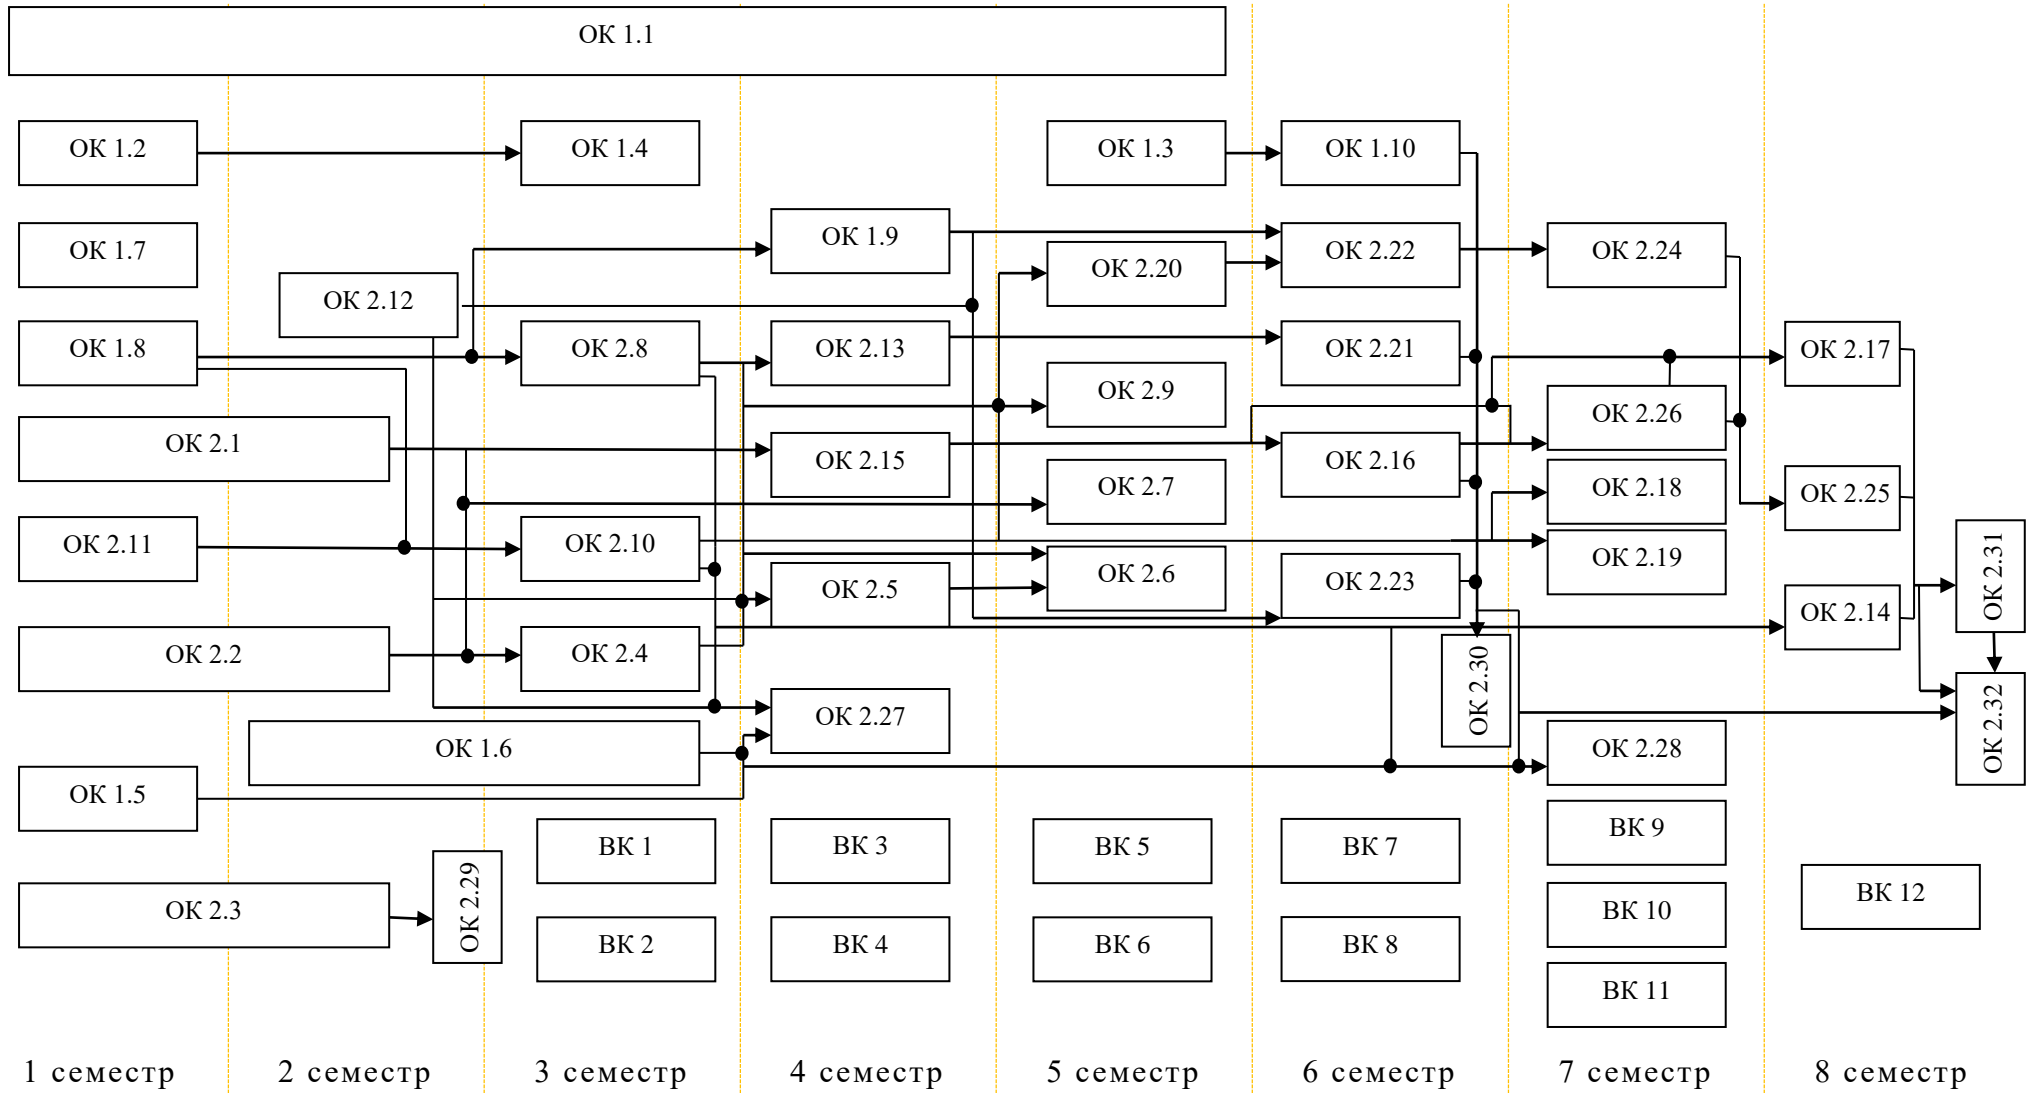 ОК 1.1
ОК 1.2
ОК 1.4
ОК 1.3
ОК 1.10
ОК 1.7
ОК 1.9
ОК 2.20
ОК 2.22
ОК 2.24
ОК 2.12
ОК 1.8
ОК 2.8
ОК 2.13
ОК 2.9
ОК 2.21
ОК 2.17
ОК 2.26
ОК 2.1
ОК 2.15
ОК 2.7
ОК 2.16
ОК 2.18
ОК 2.25
ОК 2.11
ОК 2.10
ОК 2.5
ОК 2.6
ОК 2.23
ОК 2.19
ОК 2.14
ОК 2.31
ОК 2.2
ОК 2.4
ОК 2.27
ОК 2.30
ОК 2.32
ОК 1.6
ОК 2.28
ОК 1.5
ВК 1
ВК 3
ВК 5
ВК 7
ВК 9
ОК 2.3
ОК 2.29
ВК 2
ВК 4
ВК 6
ВК 8
ВК 10
ВК 12
ВК 11
1 семестр
2 семестр
3 семестр
4 семестр
5 семестр
6 семестр
7 семестр
8 семестр